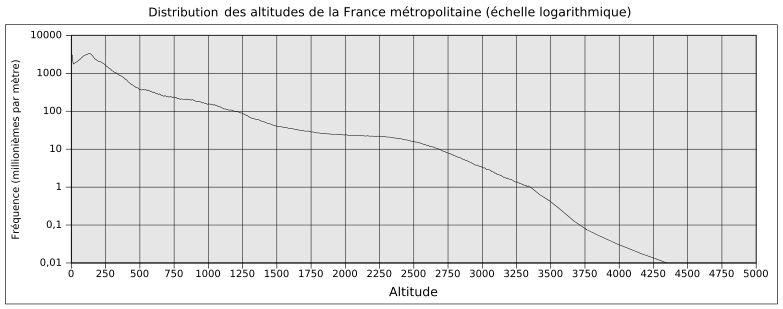 Distribution des altitudes de la France métropolitaine (échelle logarithmique)
Fréquence (millionièmes par mètre)
10000
1000
100
10
1
0,1
0,01
0 250 500 750 1000 1250 1500 1750 2000 2250 2500 2750 3000 3250 3500 3750 4000 4250 4500 4750 5000
Altitude